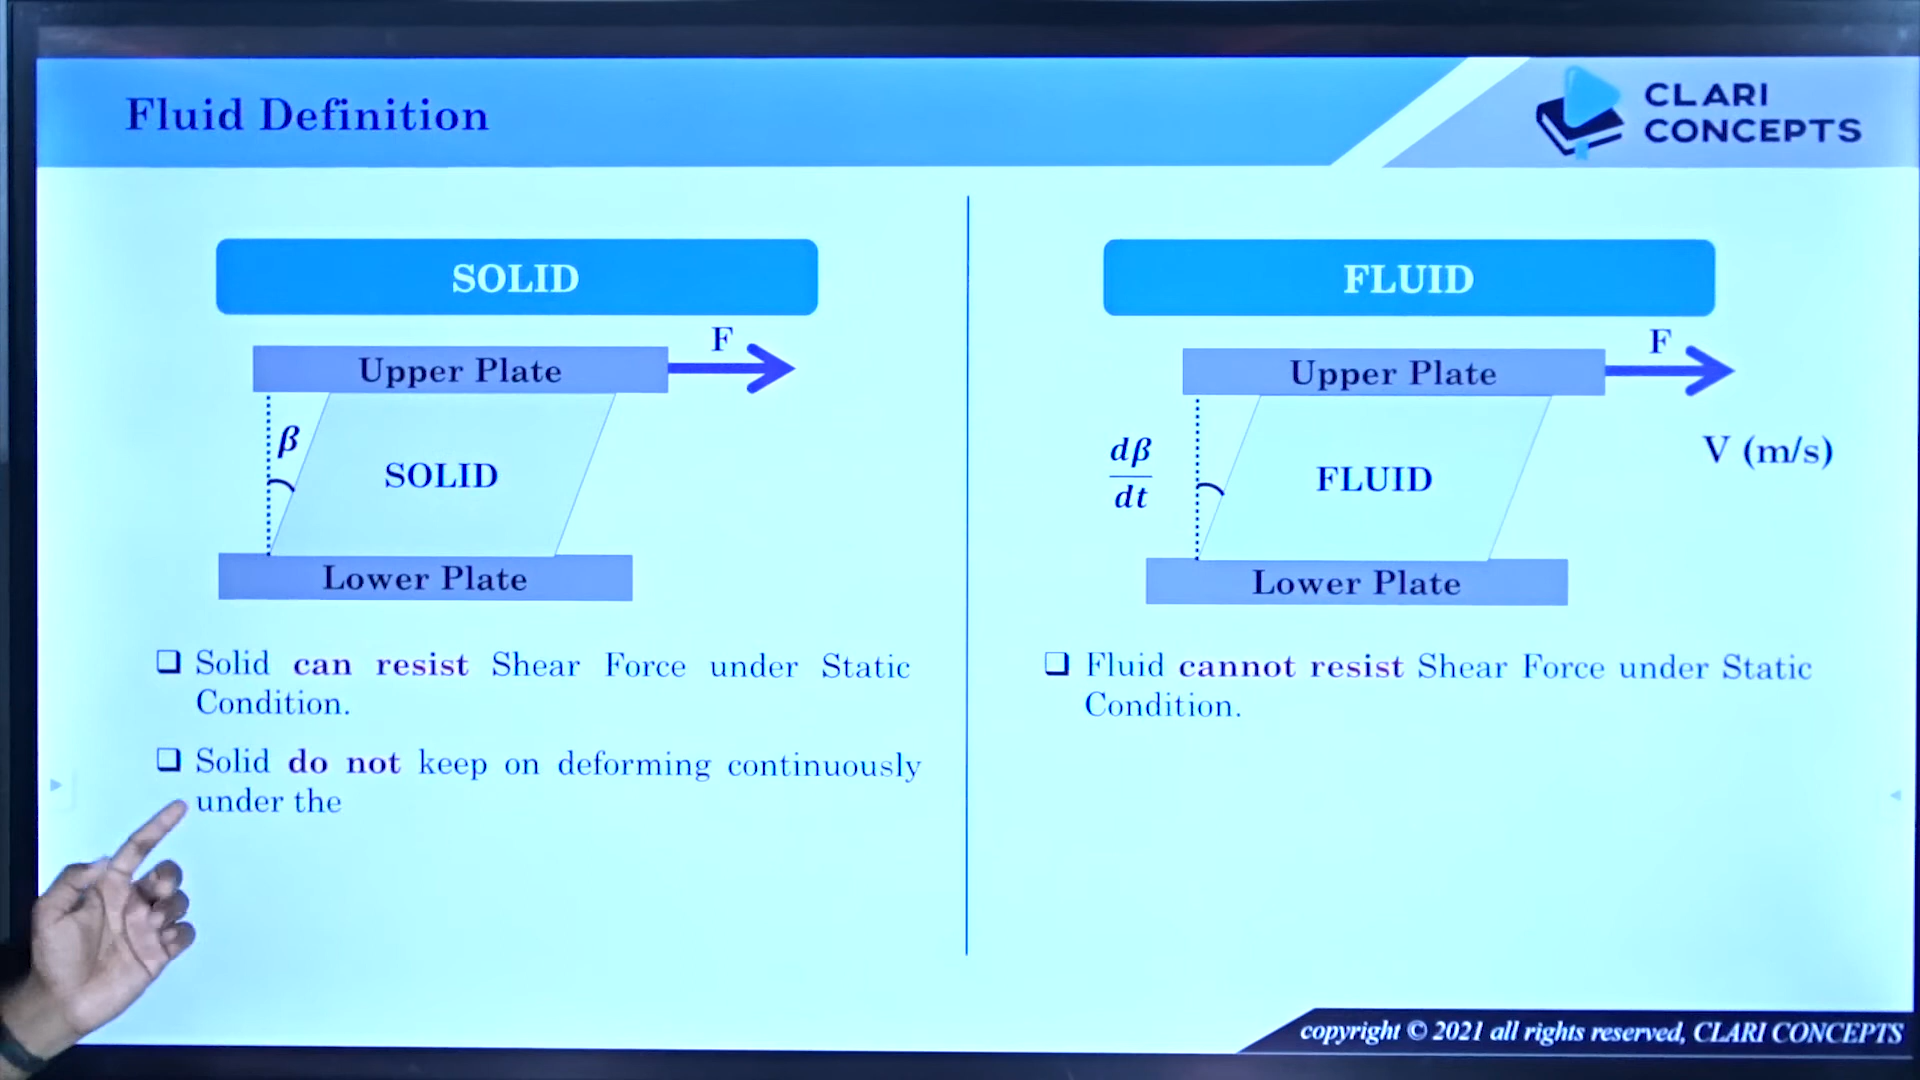 Fluid Definition
CLARI
CONCEPTS
SOLID
F
Upper Plate
β
SOLID
Lower Plate
❑ Solid can resist Shear Force under Static
Condition.
❑ Solid do not keep on deforming continuously
under the
FLUID
F
Upper Plate
dβ
dt
FLUID
V (m/s)
Lower Plate
❑ Fluid cannot resist Shear Force under Static
Condition.
copyright © 2021 all rights reserved, CLARI CONCEPTS